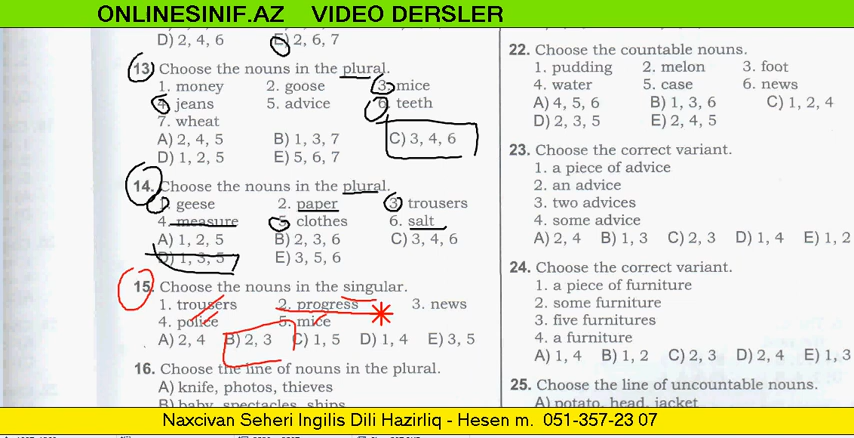 ONLINESINIF.AZ VIDEO DERSLER
D) 2, 4, 6 E) 2, 6, 7
13. Choose the nouns in the plural.
1. money 2. goose 3. mice
4. jeans 5. advice 6. teeth
7. wheat
A) 2, 4, 5 B) 1, 3, 7 C) 3, 4, 6
D) 1, 2, 5 E) 5, 6, 7
14. Choose the nouns in the plural.
1. geese 2. paper 3. trousers
4. measure 5. clothes 6. salt
A) 1, 2, 5 B) 2, 3, 6 C) 3, 4, 6
D) 1, 3, 5 E) 3, 5, 6
15. Choose the nouns in the singular.
1. trousers 2. progress 3. news
4. police 5. mice
A) 2, 4 B) 2, 3 C) 1, 5 D) 1, 4 E) 3, 5
16. Choose the line of nouns in the plural.
A) knife, photos, thieves
B) baby, spectacles, ships
22. Choose the countable nouns.
1. pudding 2. melon 3. foot
4. water 5. case 6. news
A) 4, 5, 6 B) 1, 3, 6 C) 1, 2, 4
D) 2, 3, 5 E) 2, 4, 5
23. Choose the correct variant.
1. a piece of advice
2. an advice
3. two advices
4. some advice
A) 2, 4 B) 1, 3 C) 2, 3 D) 1, 4 E) 1, 2
24. Choose the correct variant.
1. a piece of furniture
2. some furniture
3. five furnitures
4. a furniture
A) 1, 4 B) 1, 2 C) 2, 3 D) 2, 4 E) 1, 3
25. Choose the line of uncountable nouns.
A) potato, head, jacket
Naxcivan Seheri Ingilis Dili Hazirliq - Hesen m. 051-357-23 07